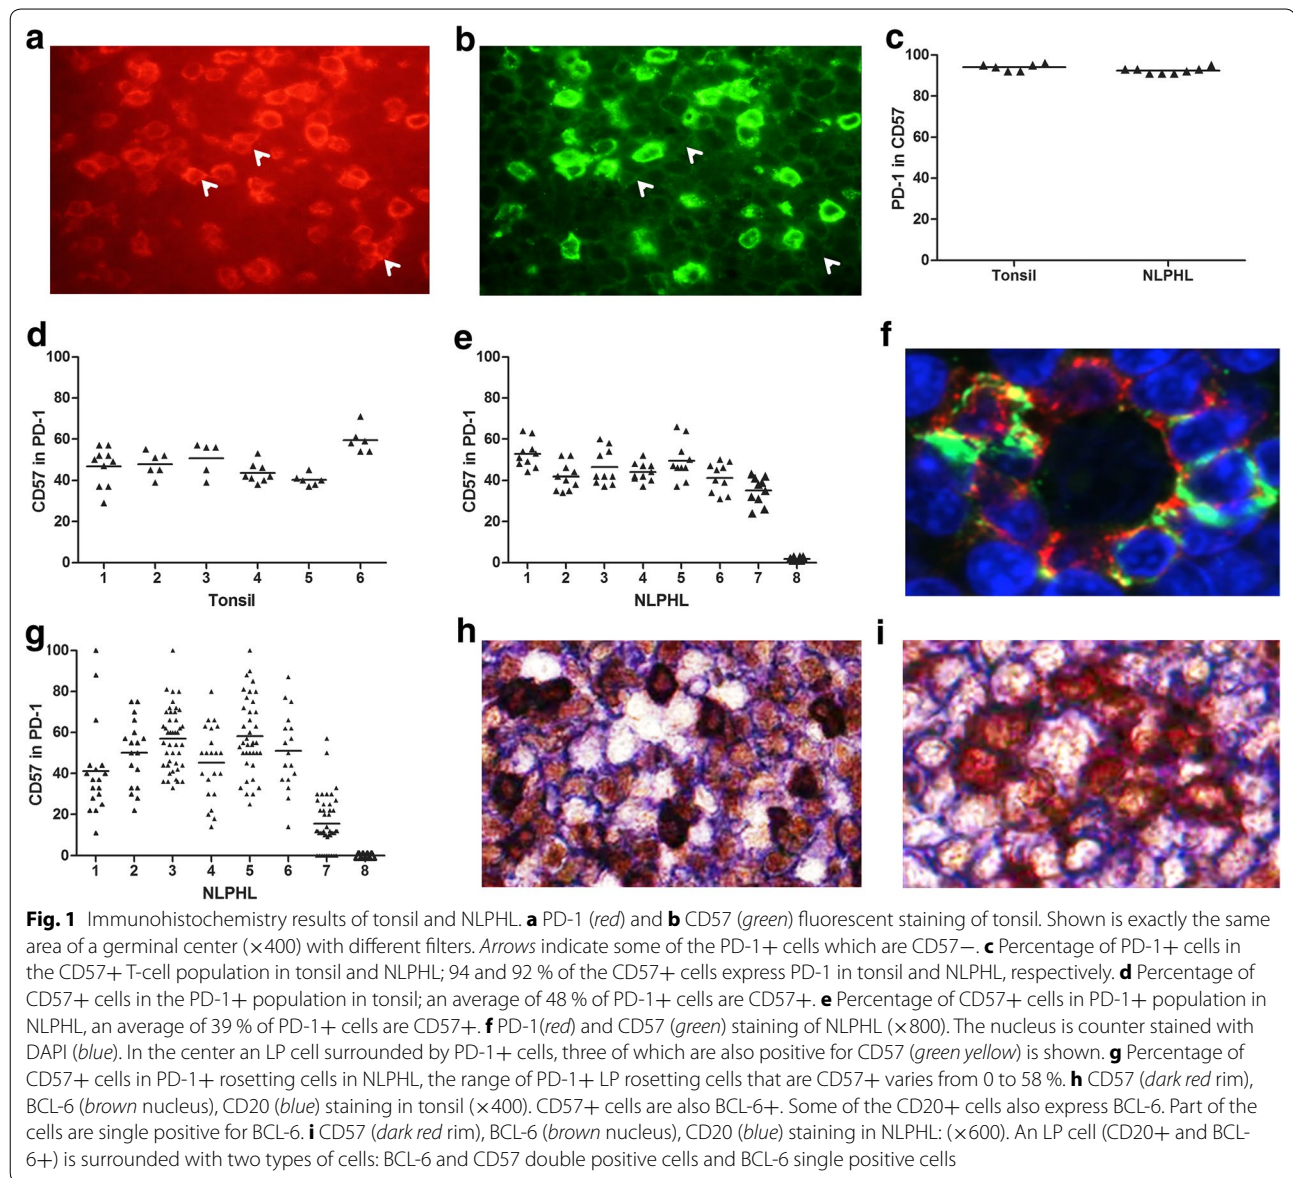 a
b
c
100
80
60
40
20
0
PD-1 in CD57
Tonsil NLPHL
d
100
80
60
40
20
0
CD57 in PD-1
1 2 3 4 5 6
Tonsil
e
100
80
60
40
20
0
CD57 in PD-1
1 2 3 4 5 6 7 8
NLPHL
f
g
100
80
60
40
20
0
CD57 in PD-1
1 2 3 4 5 6 7 8
NLPHL
h
i
Fig. 1 Immunohistochemistry results of tonsil and NLPHL. a PD-1 (red) and b CD57 (green) fluorescent staining of tonsil. Shown is exactly the same
area of a germinal center (×400) with different filters. Arrows indicate some of the PD-1+ cells which are CD57−. c Percentage of PD-1+ cells in
the CD57+ T-cell population in tonsil and NLPHL; 94 and 92 % of the CD57+ cells express PD-1 in tonsil and NLPHL, respectively. d Percentage of
CD57+ cells in the PD-1+ population in tonsil; an average of 48 % of PD-1+ cells are CD57+. e Percentage of CD57+ cells in PD-1+ population in
NLPHL, an average of 39 % of PD-1+ cells are CD57+. f PD-1(red) and CD57 (green) staining of NLPHL (×800). The nucleus is counter stained with
DAPI (blue). In the center an LP cell surrounded by PD-1+ cells, three of which are also positive for CD57 (green yellow) is shown. g Percentage of
CD57+ cells in PD-1+ rosetting cells in NLPHL, the range of PD-1+ LP rosetting cells that are CD57+ varies from 0 to 58 %. h CD57 (dark red rim),
BCL-6 (brown nucleus), CD20 (blue) staining in tonsil (×400). CD57+ cells are also BCL-6+. Some of the CD20+ cells also express BCL-6. Part of the
cells are single positive for BCL-6. i CD57 (dark red rim), BCL-6 (brown nucleus), CD20 (blue) staining in NLPHL: (×600). An LP cell (CD20+ and BCL-
6+) is surrounded with two types of cells: BCL-6 and CD57 double positive cells and BCL-6 single positive cells